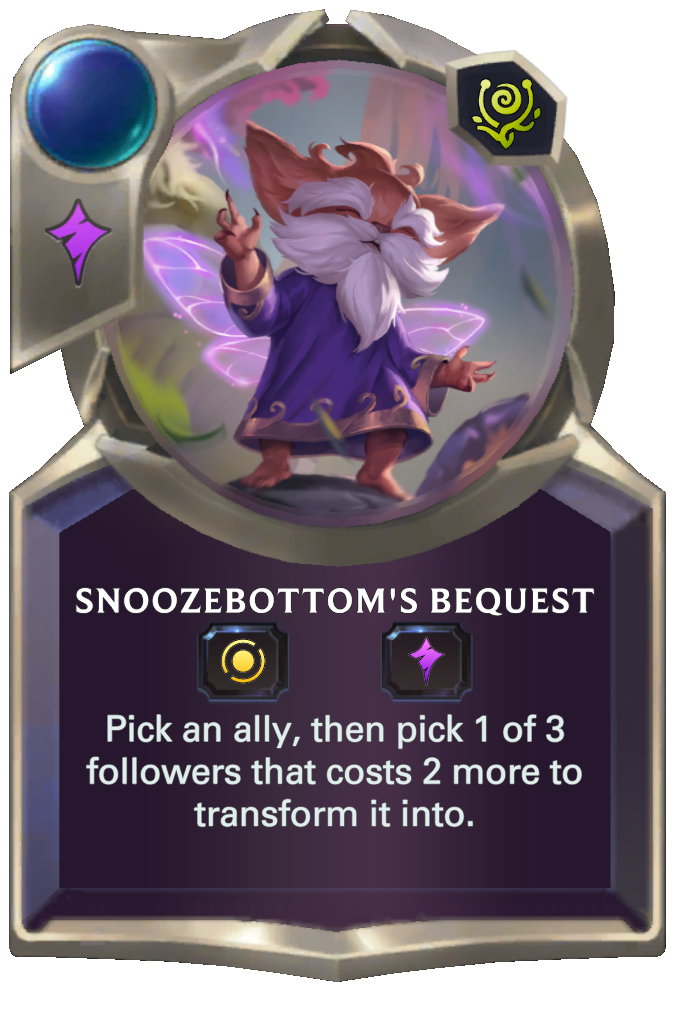 SNOOZEBOTTOM'S BEQUEST
Pick an ally, then pick 1 of 3
followers that costs 2 more to
transform it into.